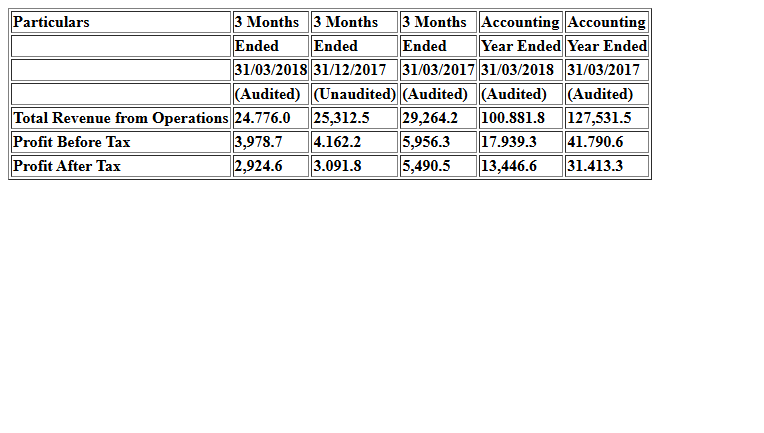 Particulars 3 Months 3 Months 3 Months Accounting Accounting
Ended Ended Ended Year Ended Year Ended
31/03/2018 31/12/2017 31/03/2017 31/03/2018 31/03/2017
(Audited) (Unaudited) (Audited) (Audited) (Audited)
Total Revenue from Operations 24.776.0 25,312.5 29,264.2 100.881.8 127,531.5
Profit Before Tax 3,978.7 4.162.2 5,956.3 17.939.3 41.790.6
Profit After Tax 2,924.6 3.091.8 5,490.5 13,446.6 31.413.3